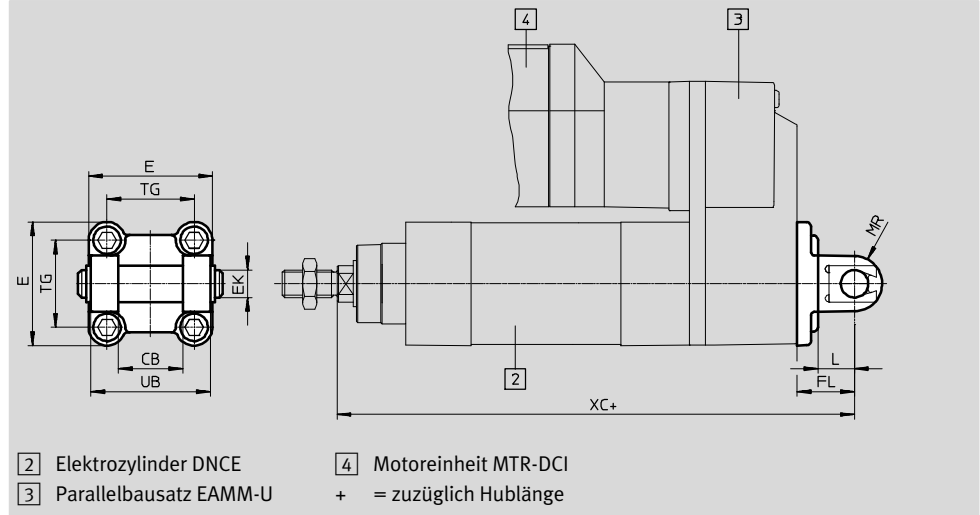 4
3
E
TG
MR
E
TG
EK
CB
UB
L
FL
2
XC+
2 Elektrozylinder DNCE
4 Motoreinheit MTR-DCI
3 Parallelbausatz EAMM-U
+ = zuzüglich Hublänge